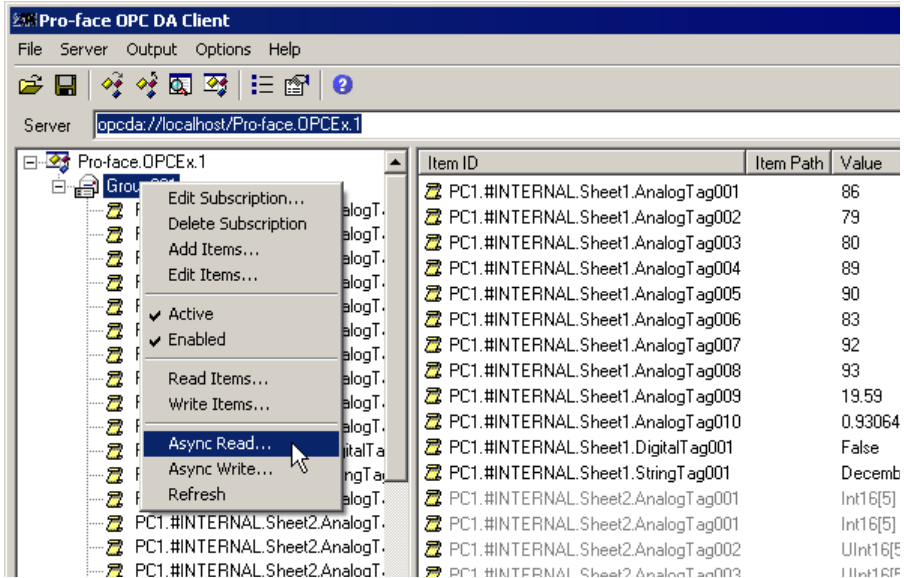 Pro-face OPC DA Client
File Server Output Options Help
Server opcda://localhost/Pro-face.OPCEx.1
Pro-face.OPCEx.1
Edit Subscription...
Delete Subscription
Add Items...
Edit Items...
Active
Enabled
Read Items...
Write Items...
Async Read...
Async Write...
Refresh
PC1.#INTERNAL.Sheet2.AnalogT
PC1.#INTERNAL.Sheet2.AnalogT
Item ID Item Path Value
PC1.#INTERNAL.Sheet1.AnalogTag001 86
PC1.#INTERNAL.Sheet1.AnalogTag002 79
PC1.#INTERNAL.Sheet1.AnalogTag003 80
PC1.#INTERNAL.Sheet1.AnalogTag004 89
PC1.#INTERNAL.Sheet1.AnalogTag005 90
PC1.#INTERNAL.Sheet1.AnalogTag006 83
PC1.#INTERNAL.Sheet1.AnalogTag007 92
PC1.#INTERNAL.Sheet1.AnalogTag008 93
PC1.#INTERNAL.Sheet1.AnalogTag009 19.59
PC1.#INTERNAL.Sheet1.AnalogTag010 0.93064
PC1.#INTERNAL.Sheet1.DigitalTag001 False
PC1.#INTERNAL.Sheet1.StringTag001 Decemb
PC1.#INTERNAL.Sheet2.AnalogTag001 Int16[5]
PC1.#INTERNAL.Sheet2.AnalogTag001 Int16[5]
PC1.#INTERNAL.Sheet2.AnalogTag002 UInt16[5
PC1.#INTERNAL.Sheet2.AnalogTag003 UInt16[5